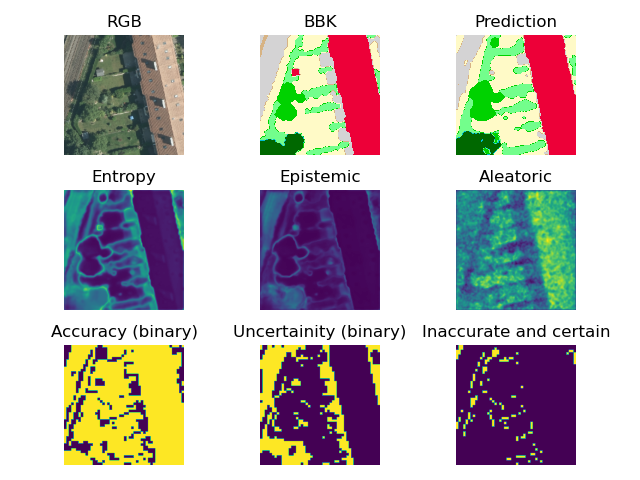 RGB
BBK
Prediction
Entropy
Epistemic
Aleatoric
Accuracy (binary)
Uncertainity (binary)
Inaccurate and certain